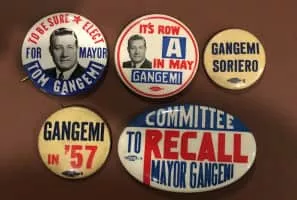 TO BE SURE ★ ELECT
FOR MAYOR
TOM GANGEMI
IT'S ROW
A
IN MAY
GANGEMI
GANGEMI
SORIERO
GANGEMI
IN '57
COMMITTEE
TO RECALL
MAYOR GANGEMI